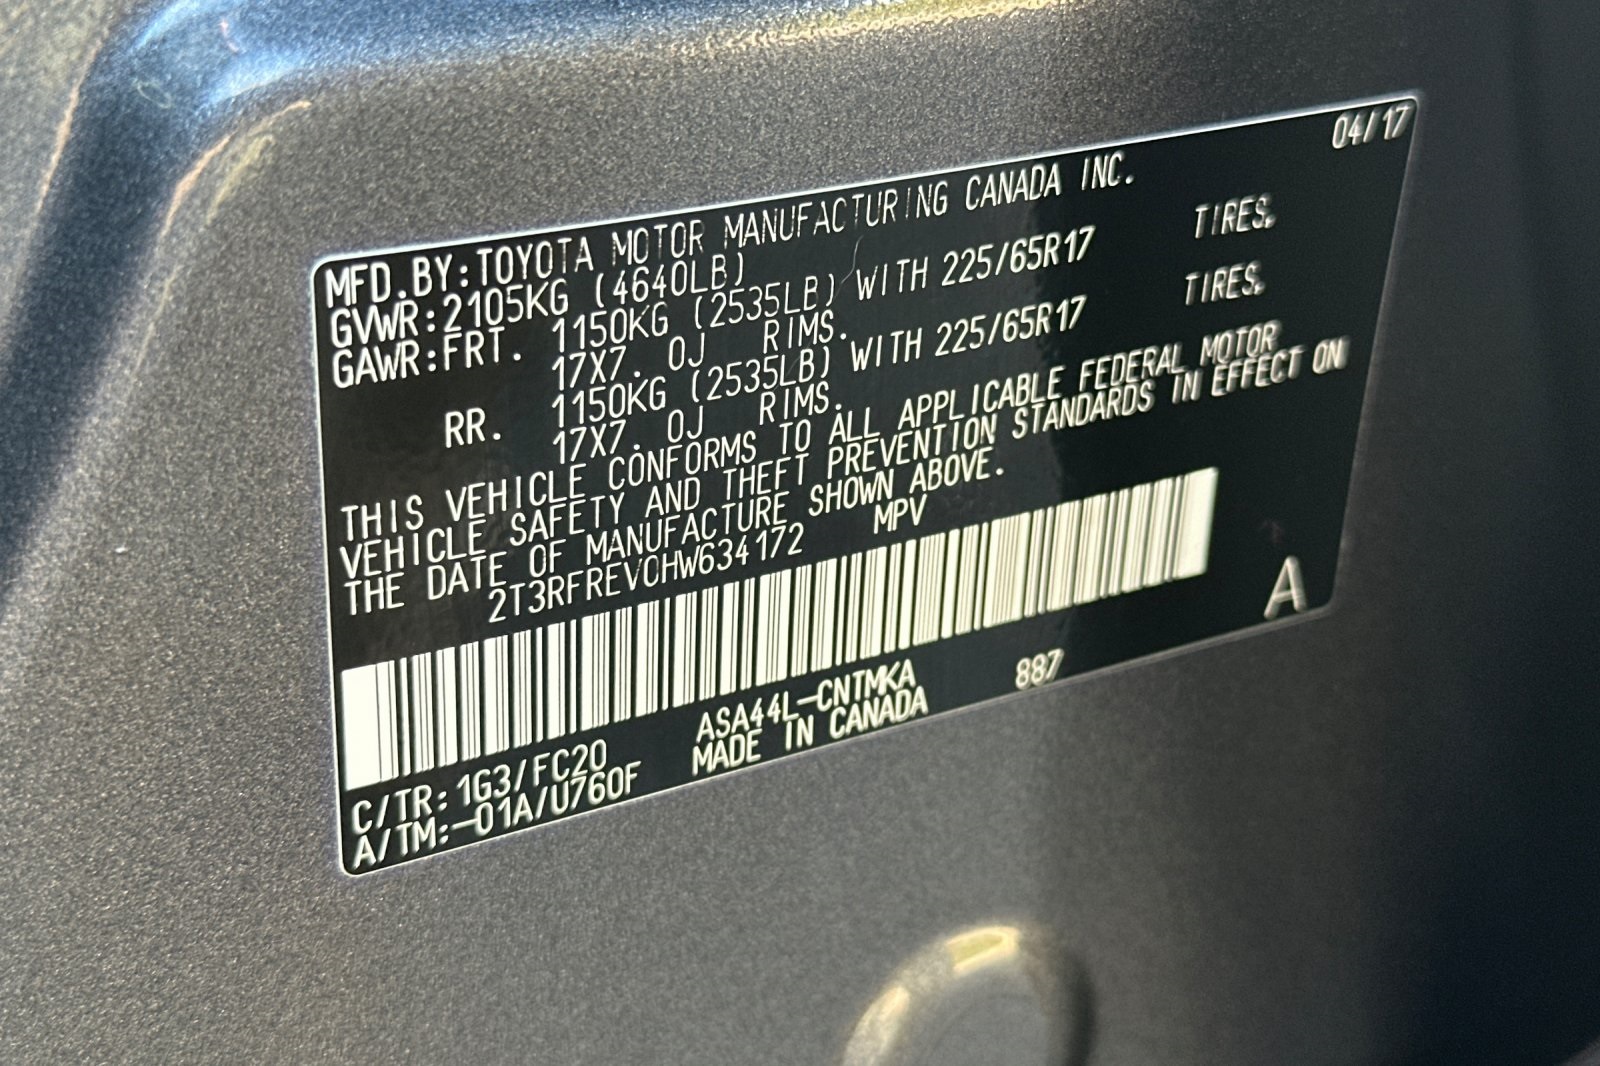 04/17
MFD.BY:TOYOTA MOTOR MANUFACTURING CANADA INC.
GVWR:2105KG (4640LB)
GAWR:FRT. 1150KG (2535LB) WITH 225/65R17 TIRES,
17X7.0J RIMS.
RR. 1150KG (2535LB) WITH 225/65R17 TIRES,
17X7.0J RIMS.
THIS VEHICLE CONFORMS TO ALL APPLICABLE FEDERAL MOTOR
VEHICLE SAFETY AND THEFT PREVENTION STANDARDS IN EFFECT ON
THE DATE OF MANUFACTURE SHOWN ABOVE.
2T3RFREV0HW634172 MPV
A
ASA44L-CNTMKA 887
C/TR:1G3/FC20 MADE IN CANADA
A/TM:-01A/U760F